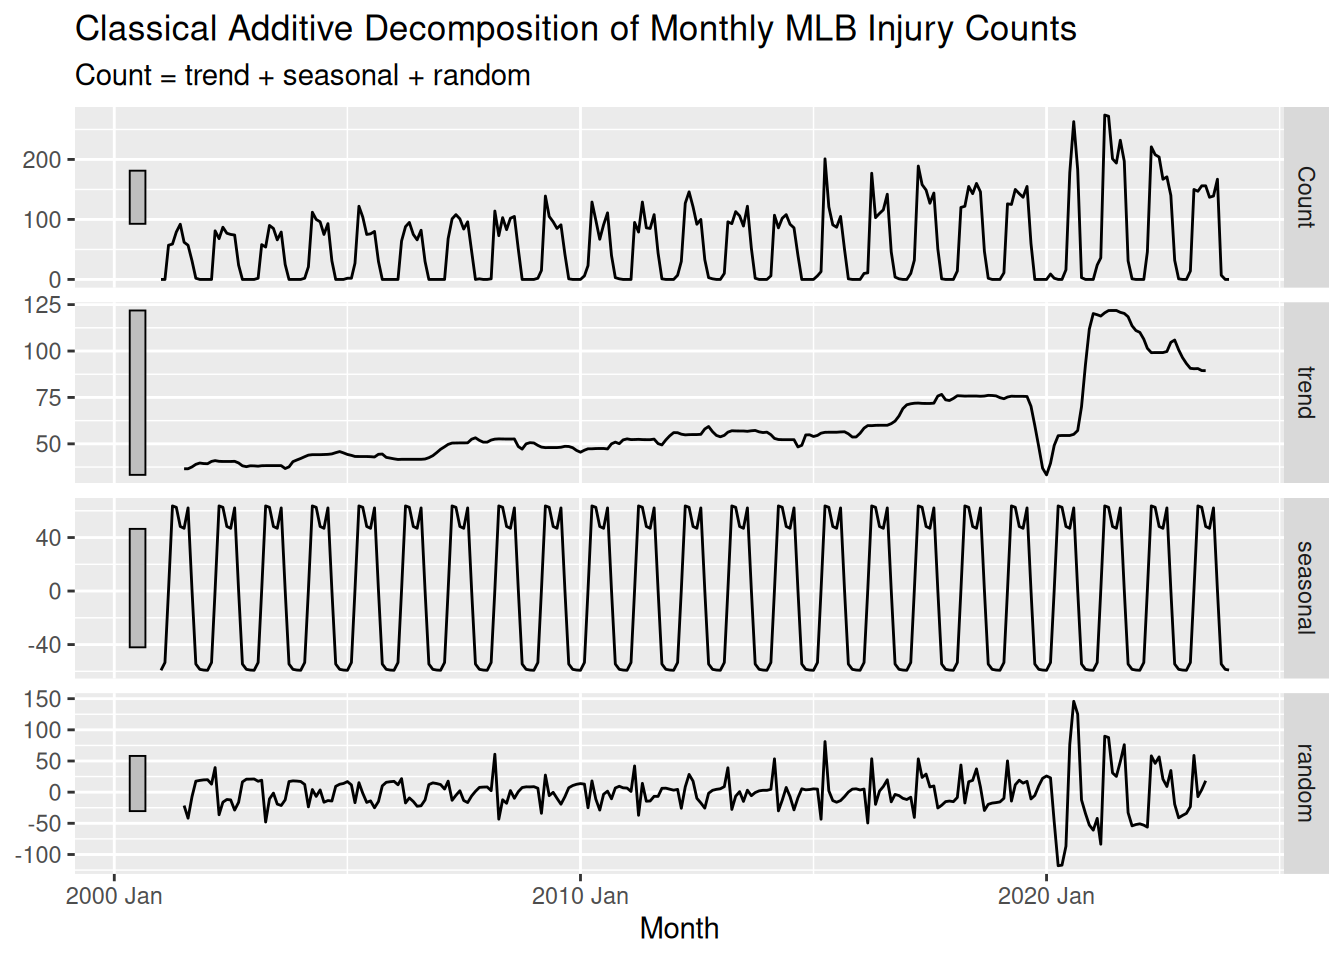 Classical Additive Decomposition of Monthly MLB Injury Counts
Count = trend + seasonal + random
200
100
0
Count
125
100
75
50
trend
40
0
-40
seasonal
150
100
50
0
-50
-100
random
2000 Jan
2010 Jan
2020 Jan
Month